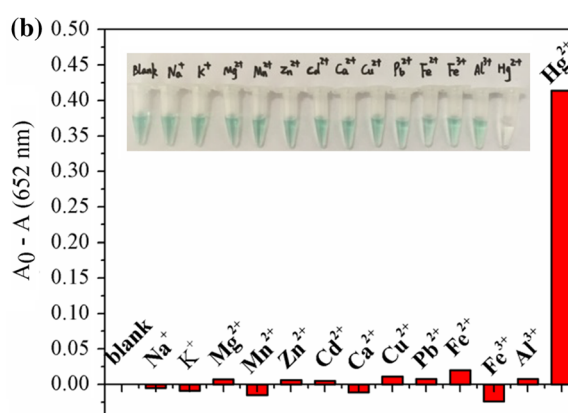 (b)
0.50
0.45
0.40
0.35
0.30
0.25
0.20
0.15
0.10
0.05
0.00
A0 - A (652 nm)
Blank Na⁺ K⁺ Mg²⁺ Mn²⁺ Zn²⁺ Cd²⁺ Ca²⁺ Cu²⁺ Pb²⁺ Fe²⁺ Fe³⁺ Al³⁺ Hg²⁺
blank Na⁺ K⁺ Mg²⁺ Mn²⁺ Zn²⁺ Cd²⁺ Ca²⁺ Cu²⁺ Pb²⁺ Fe²⁺ Fe³⁺ Al³⁺ Hg²⁺